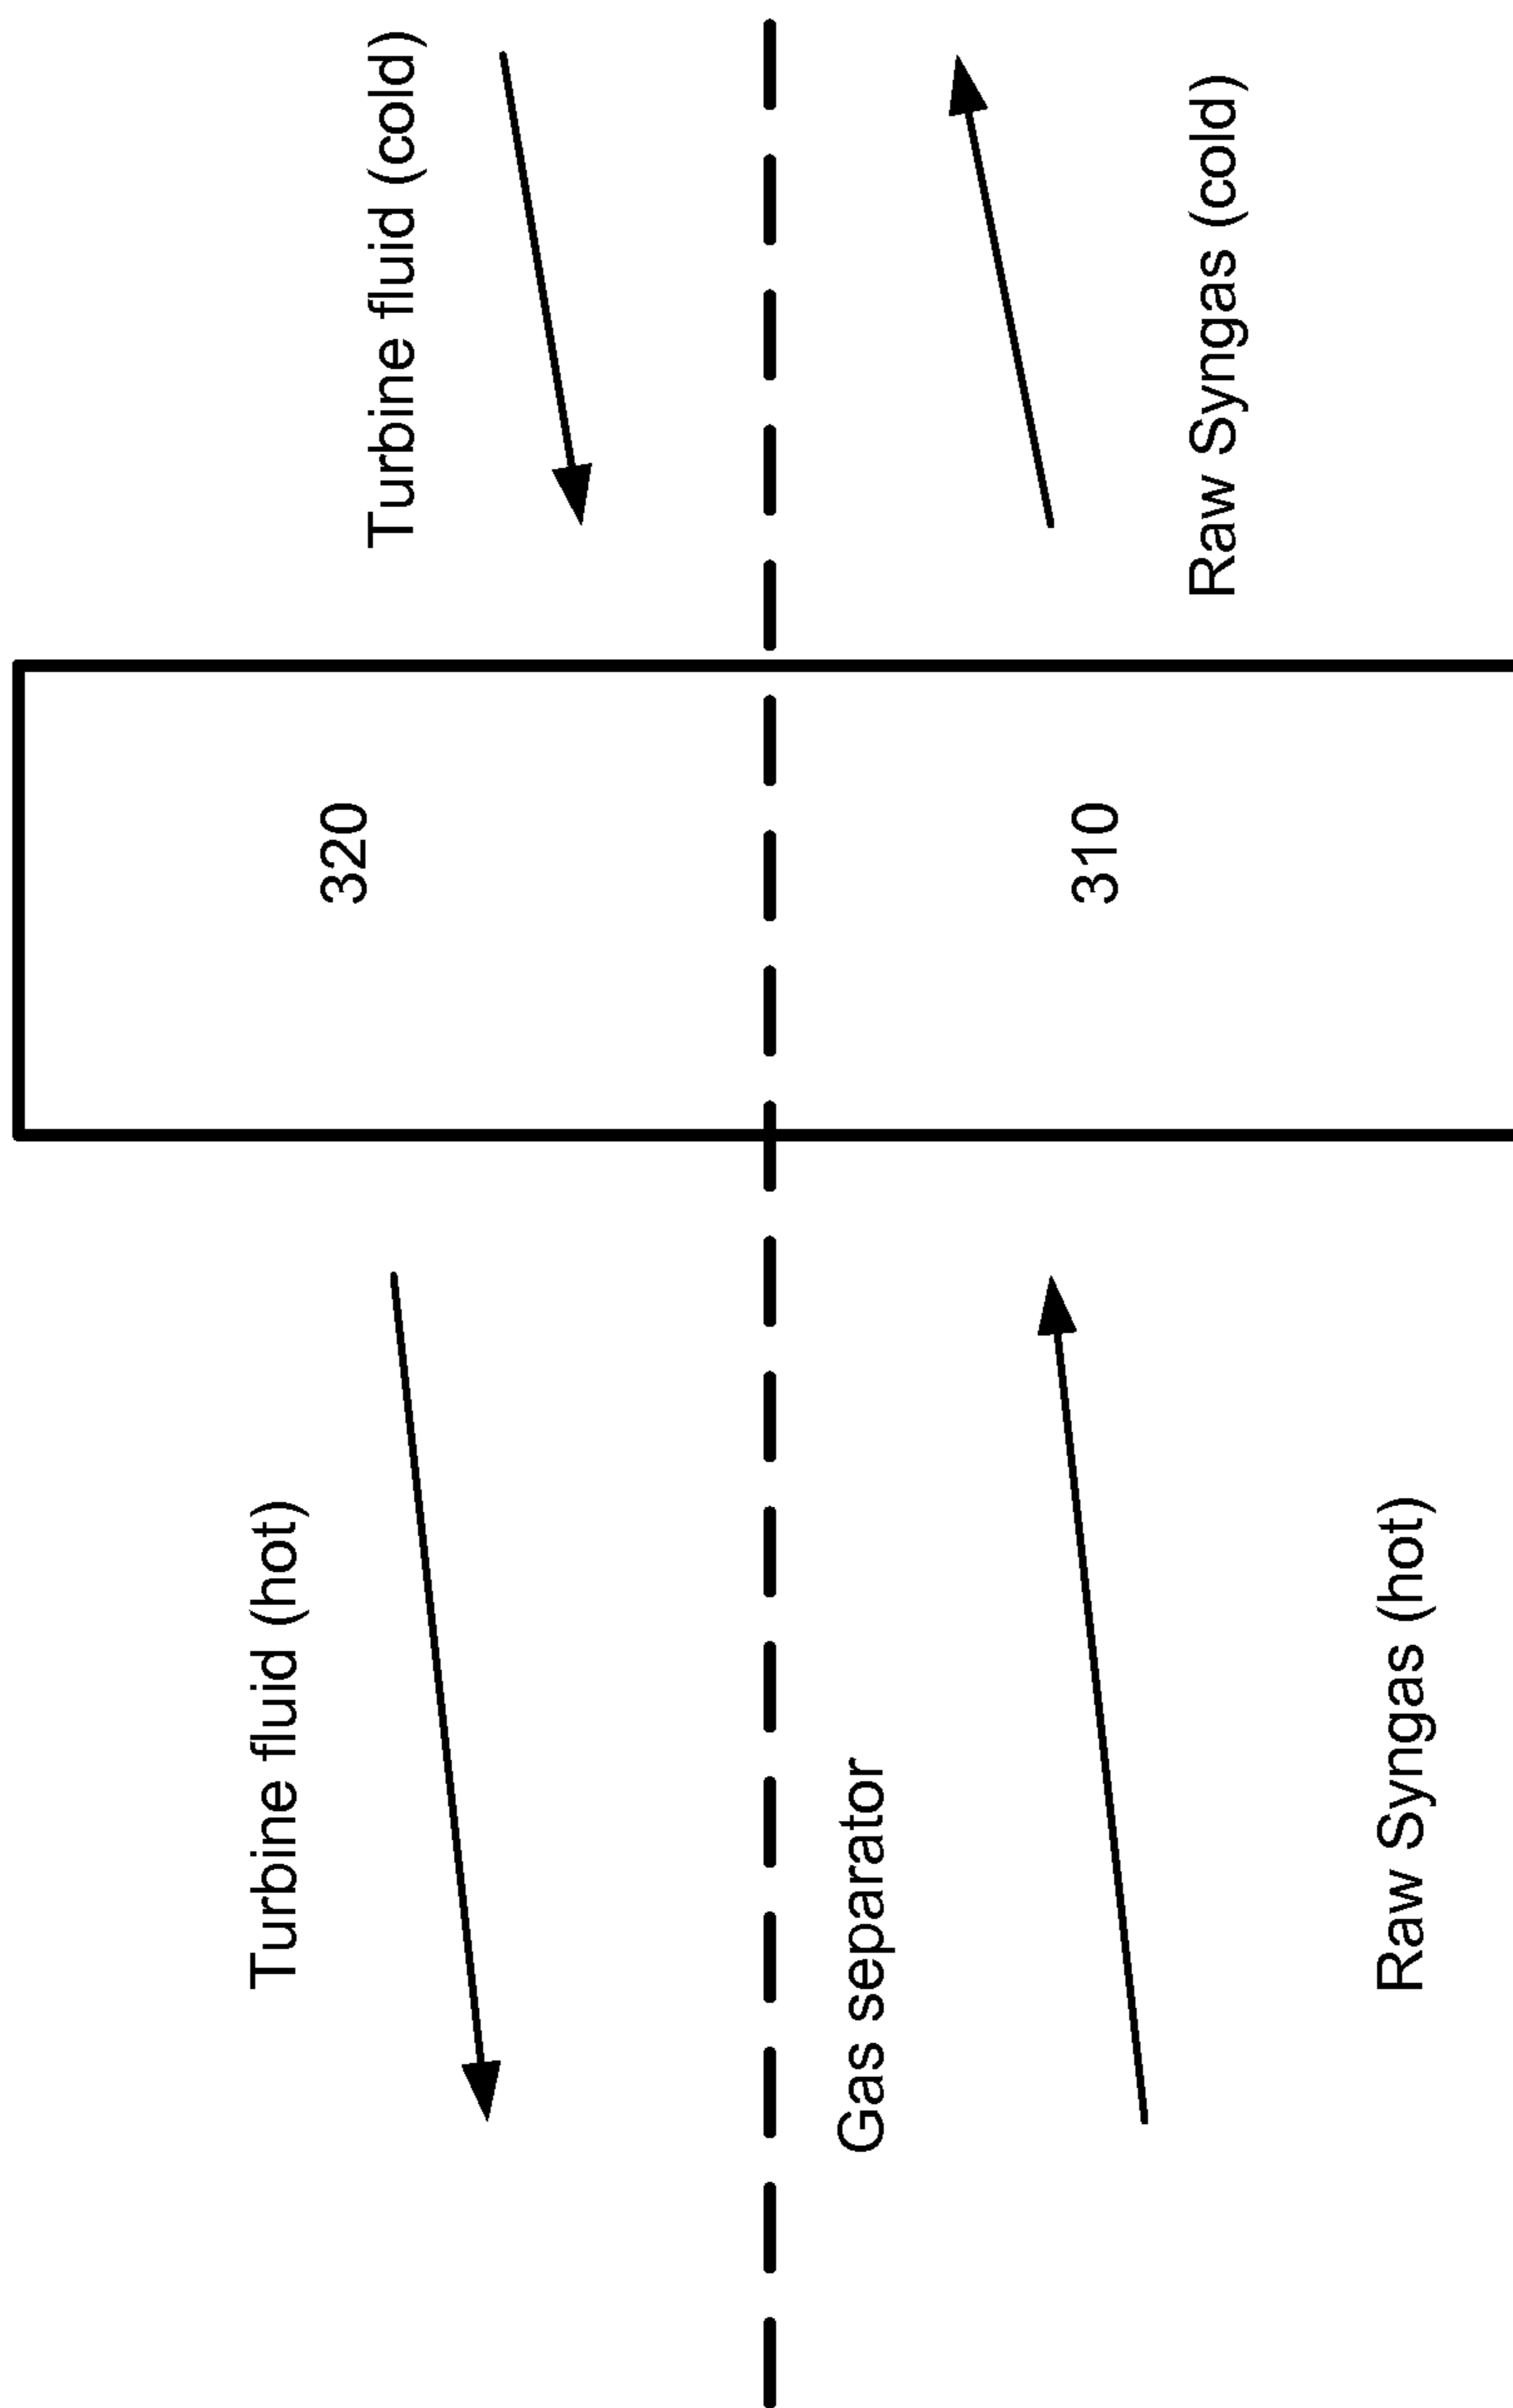 Turbine fluid (hot)
320
Turbine fluid (cold)
Gas separator
310
Raw Syngas (cold)
Raw Syngas (hot)